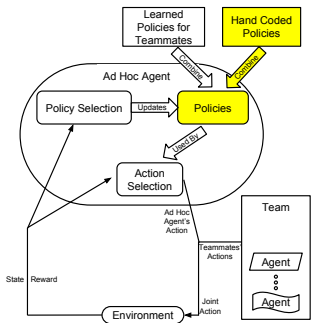 Learned
Policies for
Teammates
Hand Coded
Policies
Combine
Combine
Ad Hoc Agent
Policy Selection
Updates
Policies
Used By
Action
Selection
Ad Hoc
Agent's
Action
Team
Teammates'
Actions
Agent
Agent
State
Reward
Joint
Action
Environment